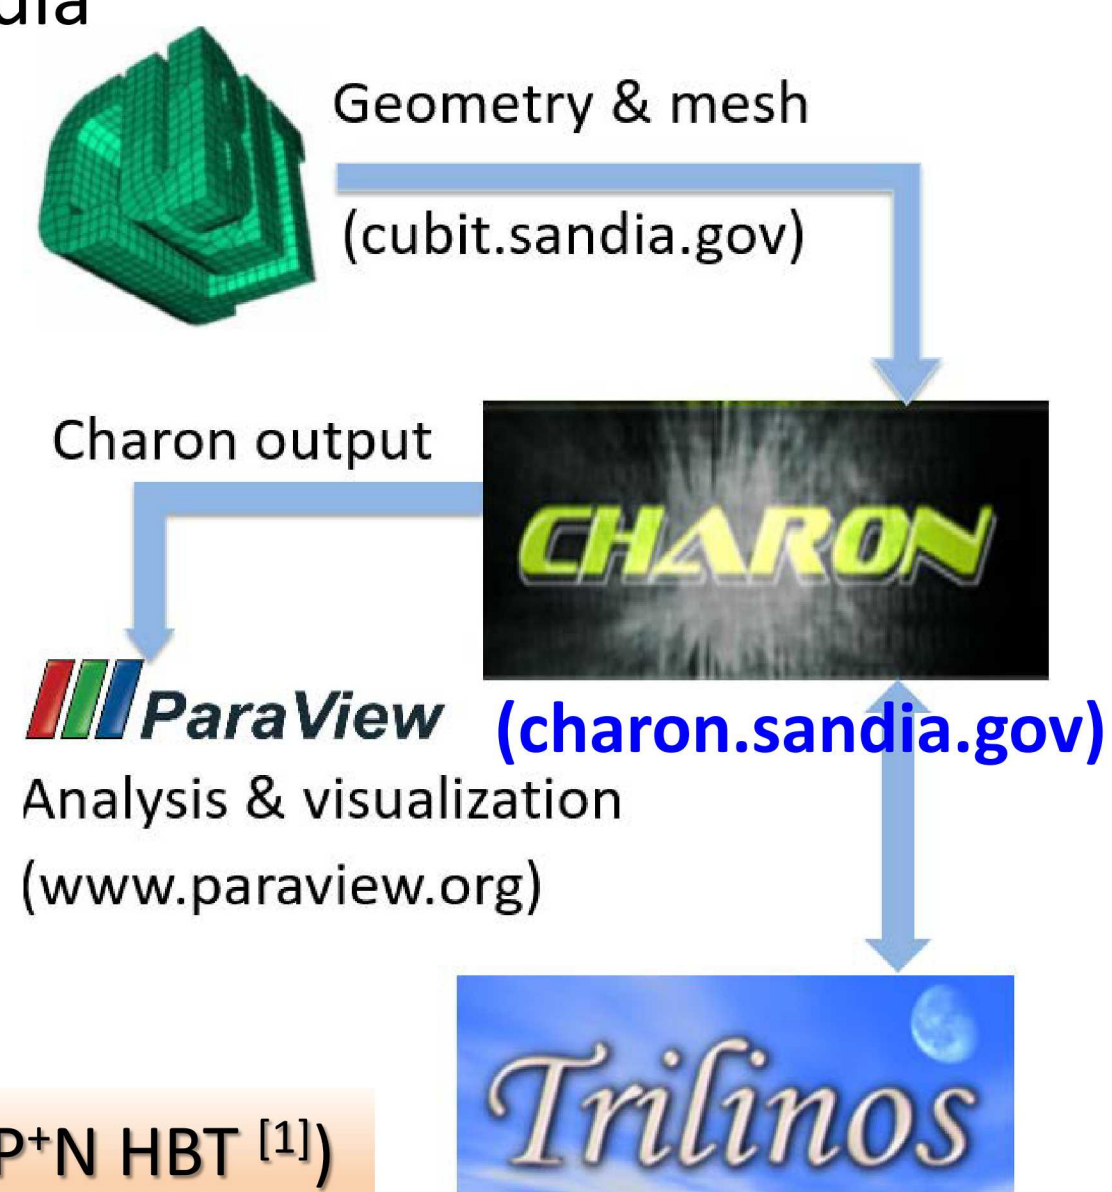 Geometry & mesh
CUBIT
(cubit.sandia.gov)
Charon output
CHARON
ParaView
(charon.sandia.gov)
Analysis & visualization
(www.paraview.org)
Trilinos
P⁺N HBT [1])